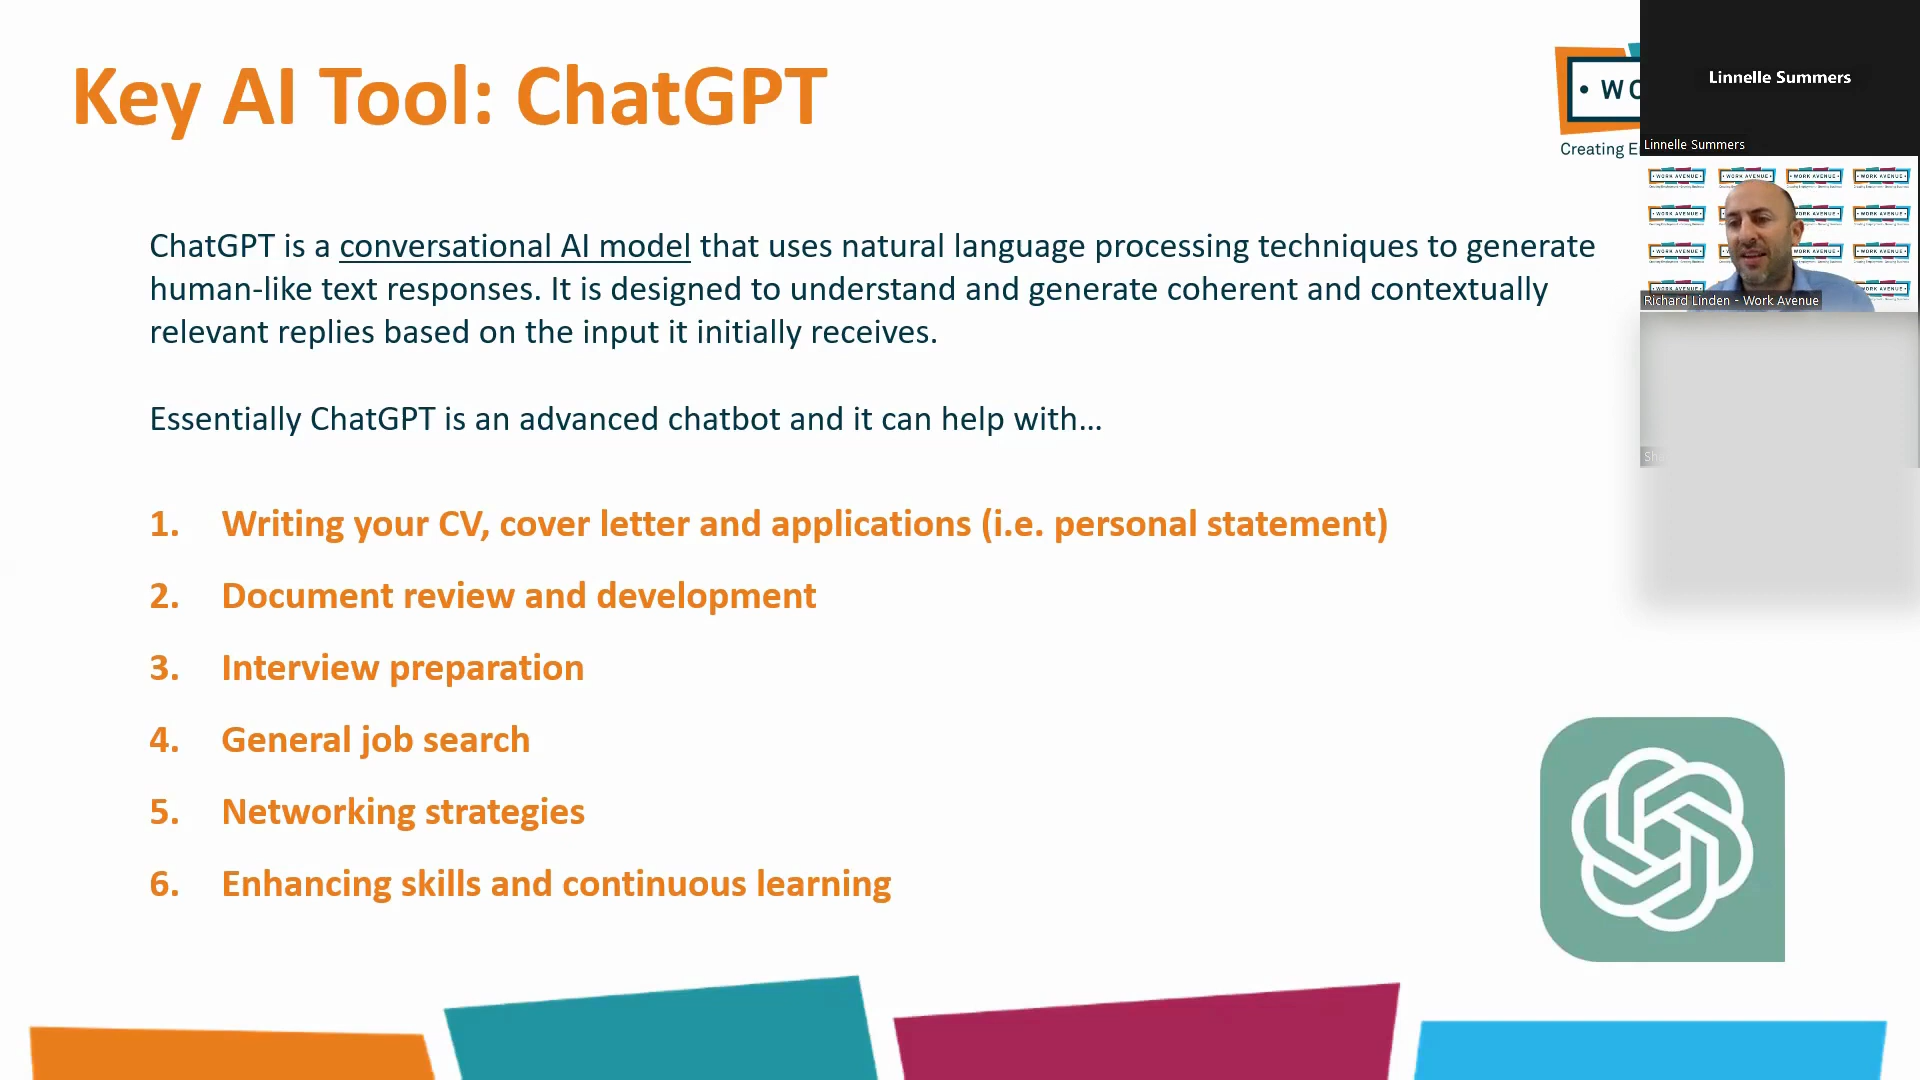 Key AI Tool: ChatGPT
• WO
Creating E
Linnelle Summers
Linnelle Summers
WORK AVENUE
Richard Linden - Work Avenue
ChatGPT is a conversational AI model that uses natural language processing techniques to generate
human-like text responses. It is designed to understand and generate coherent and contextually
relevant replies based on the input it initially receives.
Essentially ChatGPT is an advanced chatbot and it can help with…
1. Writing your CV, cover letter and applications (i.e. personal statement)
2. Document review and development
3. Interview preparation
4. General job search
5. Networking strategies
6. Enhancing skills and continuous learning